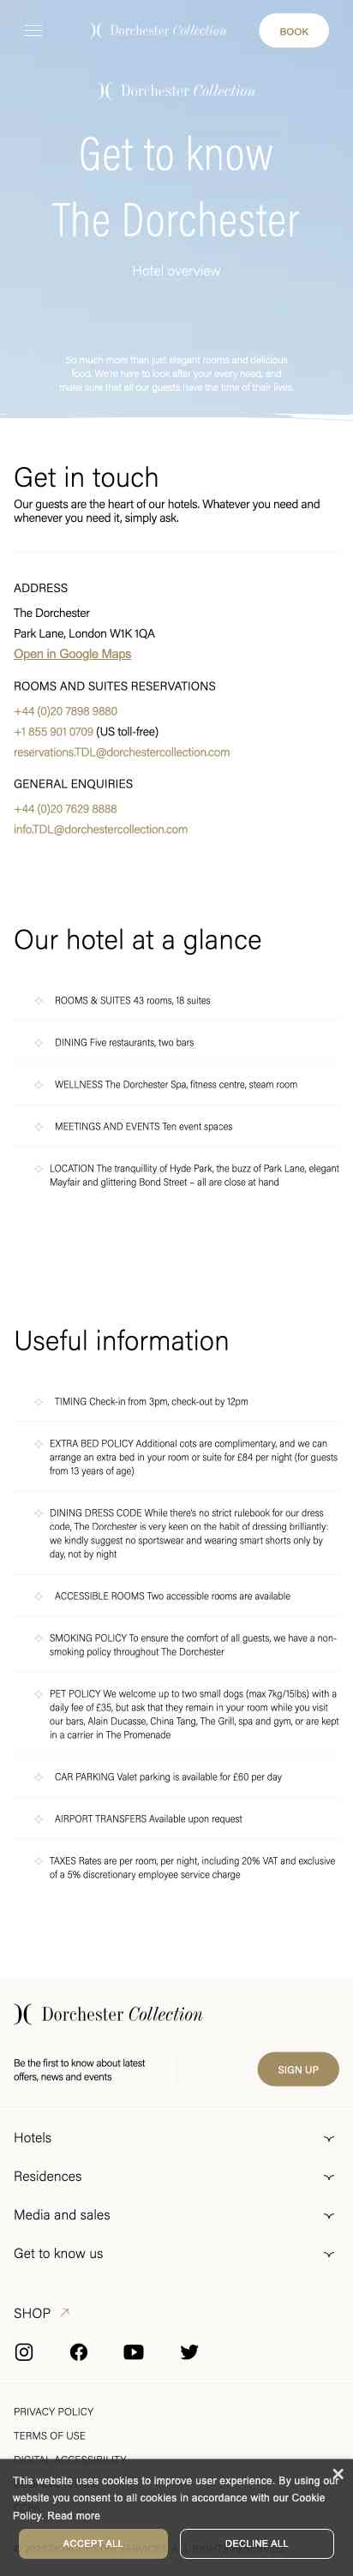 Dorchester Collection
BOOK
Dorchester Collection
Get to know
The Dorchester
Hotel overview
So much more than just elegant rooms and delicious
food. We're here to look after your every need, and
make sure that all our guests have the time of their lives.
Get in touch
Our guests are the heart of our hotels. Whatever you need and
whenever you need it, simply ask.
ADDRESS
The Dorchester
Park Lane, London W1K 1QA
Open in Google Maps
ROOMS AND SUITES RESERVATIONS
+44 (0)20 7898 9880
+1 855 901 0709 (US toll-free)
reservations.TDL@dorchestercollection.com
GENERAL ENQUIRIES
+44 (0)20 7629 8888
info.TDL@dorchestercollection.com
Our hotel at a glance
ROOMS & SUITES 43 rooms, 18 suites
DINING Five restaurants, two bars
WELLNESS The Dorchester Spa, fitness centre, steam room
MEETINGS AND EVENTS Ten event spaces
LOCATION The tranquillity of Hyde Park, the buzz of Park Lane, elegant
Mayfair and glittering Bond Street – all are close at hand
Useful information
TIMING Check-in from 3pm, check-out by 12pm
EXTRA BED POLICY Additional cots are complimentary, and we can
arrange an extra bed in your room or suite for £84 per night (for guests
from 13 years of age)
DINING DRESS CODE While there's no strict rulebook for our dress
code, The Dorchester is very keen on the habit of dressing brilliantly:
we kindly suggest no sportswear and wearing smart shorts only by
day, not by night
ACCESSIBLE ROOMS Two accessible rooms are available
SMOKING POLICY To ensure the comfort of all guests, we have a non-
smoking policy throughout The Dorchester
PET POLICY We welcome up to two small dogs (max 7kg/15lbs) with a
daily fee of £35, but ask that they remain in your room while you visit
our bars, Alain Ducasse, China Tang, The Grill, spa and gym, or are kept
in a carrier in The Promenade
CAR PARKING Valet parking is available for £60 per day
AIRPORT TRANSFERS Available upon request
TAXES Rates are per room, per night, including 20% VAT and exclusive
of a 5% discretionary employee service charge
Dorchester Collection
Be the first to know about latest
offers, news and events
SIGN UP
Hotels
Residences
Media and sales
Get to know us
SHOP
PRIVACY POLICY
TERMS OF USE
DIGITAL ACCESSIBILITY
This website uses cookies to improve user experience. By using our
website you consent to all cookies in accordance with our Cookie
Policy. Read more
ACCEPT ALL
DECLINE ALL